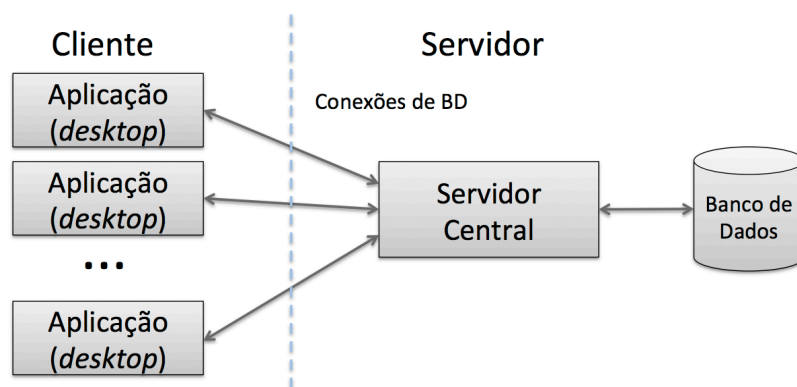 Cliente
Servidor
Aplicação
(desktop)
Conexões de BD
Aplicação
(desktop)
Servidor
Central
Banco de
Dados
...
Aplicação
(desktop)